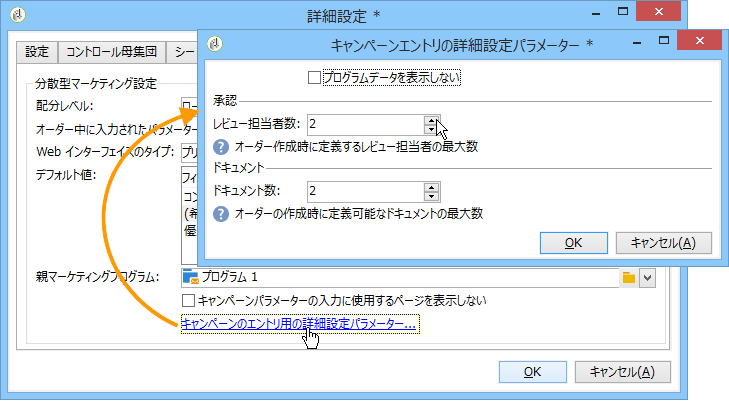 詳細設定 *
設定
コントロール母集団
シー
分散型マーケティング設定
配分レベル:
ロー
オーダー中に入力されたパラメーター
Web インターフェイスのタイプ:
プリ
デフォルト値:
フィ
コン
(希
優
親マーケティングプログラム:
プログラム 1
キャンペーンパラメーターの入力に使用するページを表示しない
キャンペーンのエントリ用の詳細設定パラメーター...
OK
キャンセル(A)
キャンペーンエントリの詳細設定パラメーター *
プログラムデータを表示しない
承認
レビュー担当者数:
2
オーダー作成時に定義するレビュー担当者の最大数
ドキュメント
ドキュメント数:
2
オーダーの作成時に定義可能なドキュメントの最大数
OK
キャンセル(A)